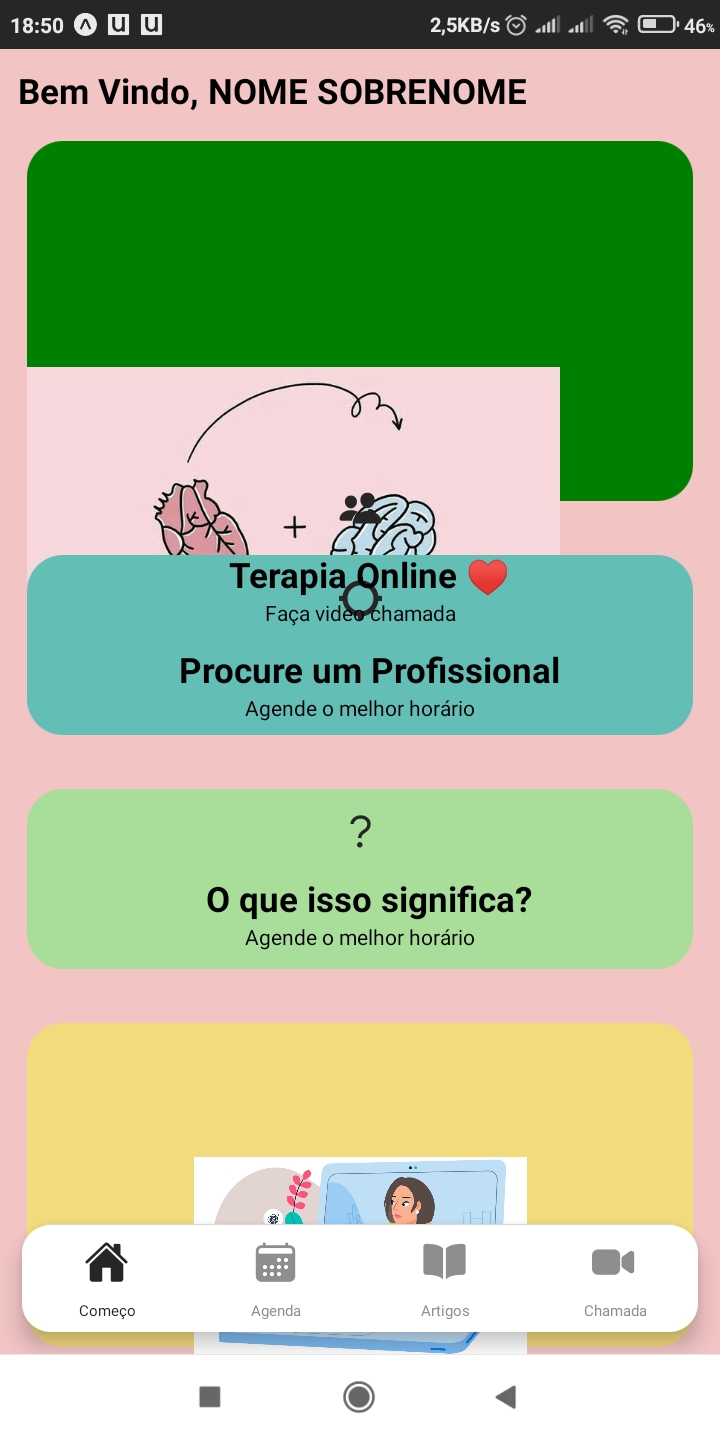 18:50 2,5KB/s 46%
Bem Vindo, NOME SOBRENOME
+
Terapia Online ❤️
Faça video chamada
Procure um Profissional
Agende o melhor horário
?
O que isso significa?
Agende o melhor horário
Começo Agenda Artigos Chamada